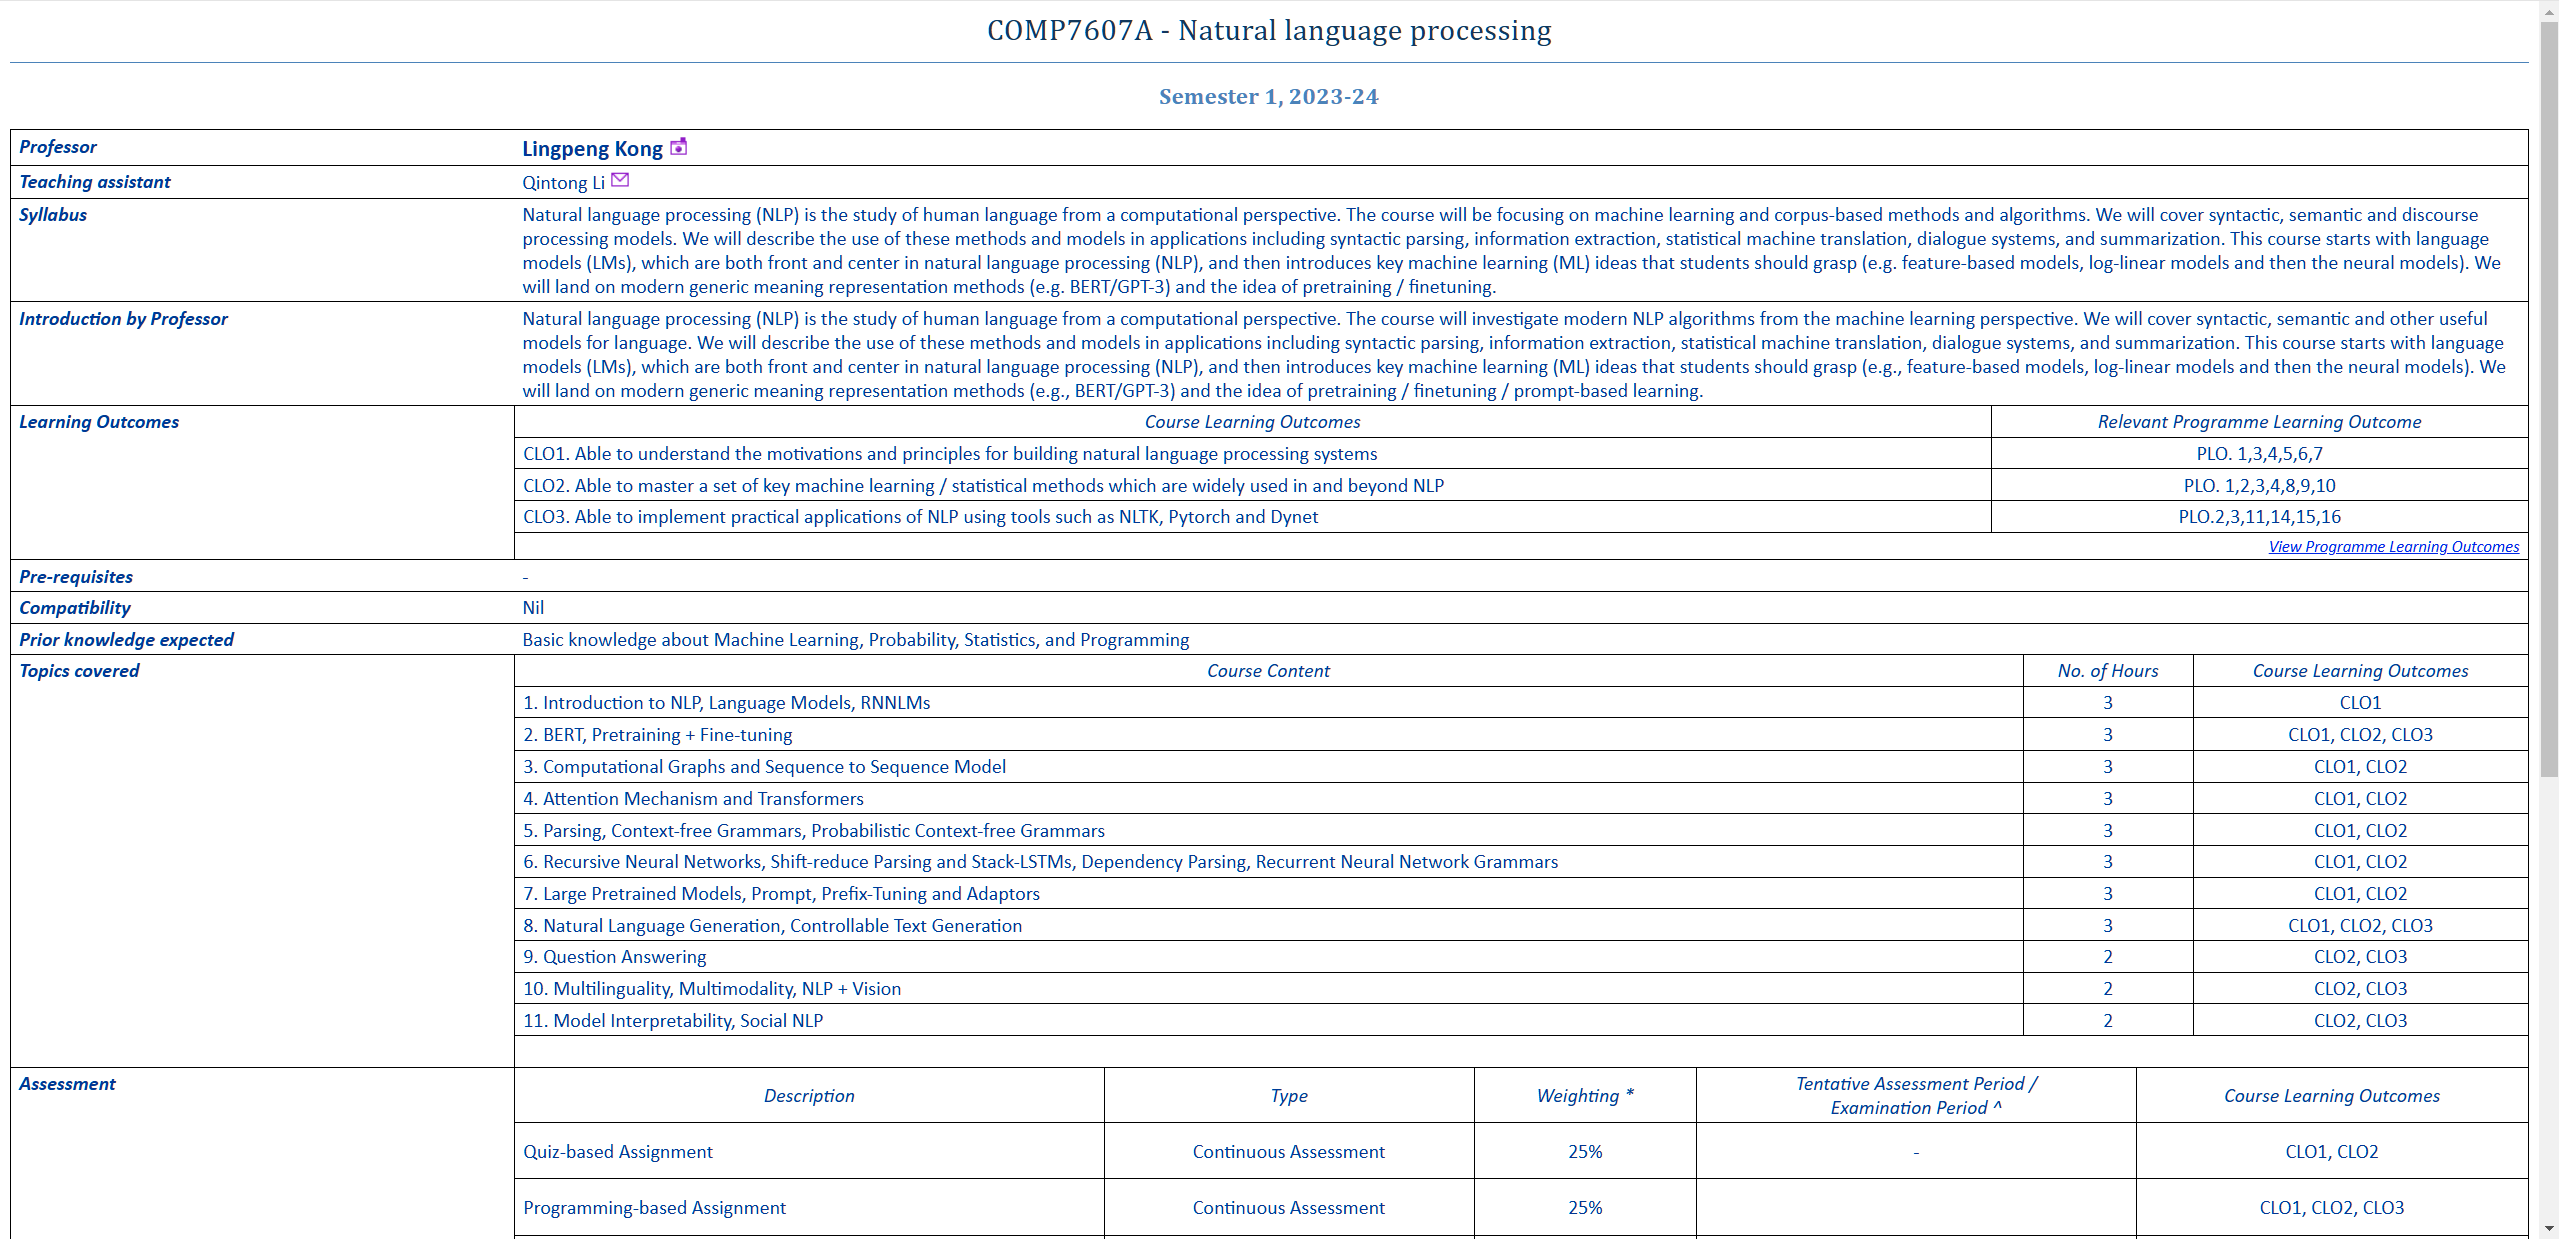 COMP7607A - Natural language processing
Semester 1, 2023-24
Professor
Lingpeng Kong
Teaching assistant
Qintong Li
Syllabus
Natural language processing (NLP) is the study of human language from a computational perspective. The course will be focusing on machine learning and corpus-based methods and algorithms. We will cover syntactic, semantic and discourse
processing models. We will describe the use of these methods and models in applications including syntactic parsing, information extraction, statistical machine translation, dialogue systems, and summarization. This course starts with language
models (LMs), which are both front and center in natural language processing (NLP), and then introduces key machine learning (ML) ideas that students should grasp (e.g. feature-based models, log-linear models and then the neural models). We
will land on modern generic meaning representation methods (e.g. BERT/GPT-3) and the idea of pretraining / finetuning.
Introduction by Professor
Natural language processing (NLP) is the study of human language from a computational perspective. The course will investigate modern NLP algorithms from the machine learning perspective. We will cover syntactic, semantic and other useful
models for language. We will describe the use of these methods and models in applications including syntactic parsing, information extraction, statistical machine translation, dialogue systems, and summarization. This course starts with language
models (LMs), which are both front and center in natural language processing (NLP), and then introduces key machine learning (ML) ideas that students should grasp (e.g., feature-based models, log-linear models and then the neural models). We
will land on modern generic meaning representation methods (e.g., BERT/GPT-3) and the idea of pretraining / finetuning / prompt-based learning.
Learning Outcomes
Course Learning Outcomes Relevant Programme Learning Outcome
CLO1. Able to understand the motivations and principles for building natural language processing systems PLO. 1,3,4,5,6,7
CLO2. Able to master a set of key machine learning / statistical methods which are widely used in and beyond NLP PLO. 1,2,3,4,8,9,10
CLO3. Able to implement practical applications of NLP using tools such as NLTK, Pytorch and Dynet PLO.2,3,11,14,15,16
View Programme Learning Outcomes
Pre-requisites -
Compatibility Nil
Prior knowledge expected Basic knowledge about Machine Learning, Probability, Statistics, and Programming
Topics covered
Course Content No. of Hours Course Learning Outcomes
1. Introduction to NLP, Language Models, RNNLMs 3 CLO1
2. BERT, Pretraining + Fine-tuning 3 CLO1, CLO2, CLO3
3. Computational Graphs and Sequence to Sequence Model 3 CLO1, CLO2
4. Attention Mechanism and Transformers 3 CLO1, CLO2
5. Parsing, Context-free Grammars, Probabilistic Context-free Grammars 3 CLO1, CLO2
6. Recursive Neural Networks, Shift-reduce Parsing and Stack-LSTMs, Dependency Parsing, Recurrent Neural Network Grammars 3 CLO1, CLO2
7. Large Pretrained Models, Prompt, Prefix-Tuning and Adaptors 3 CLO1, CLO2
8. Natural Language Generation, Controllable Text Generation 3 CLO1, CLO2, CLO3
9. Question Answering 2 CLO2, CLO3
10. Multilinguality, Multimodality, NLP + Vision 2 CLO2, CLO3
11. Model Interpretability, Social NLP 2 CLO2, CLO3
Assessment
Description Type Weighting * Tentative Assessment Period / Examination Period ^ Course Learning Outcomes
Quiz-based Assignment Continuous Assessment 25% - CLO1, CLO2
Programming-based Assignment Continuous Assessment 25% CLO1, CLO2, CLO3